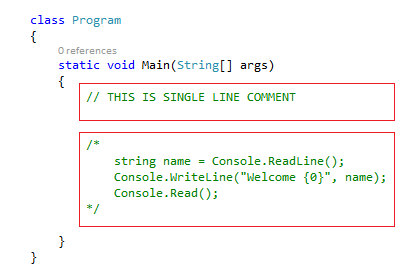 class Program
{
0 references
static void Main(String[] args)
{
// THIS IS SINGLE LINE COMMENT
/*
string name = Console.ReadLine();
Console.WriteLine("Welcome {0}", name);
Console.Read();
*/
}
}